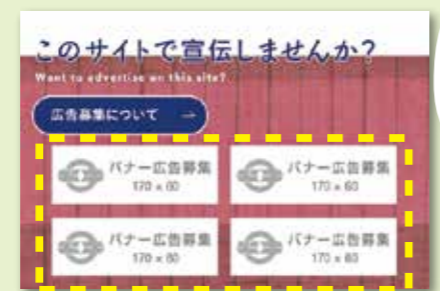 このサイトで宣伝しませんか?
Want to advertise on this site?
広告募集について →
バナー広告募集
170 × 60
バナー広告募集
170 × 60
バナー広告募集
170 × 60
バナー広告募集
170 × 60